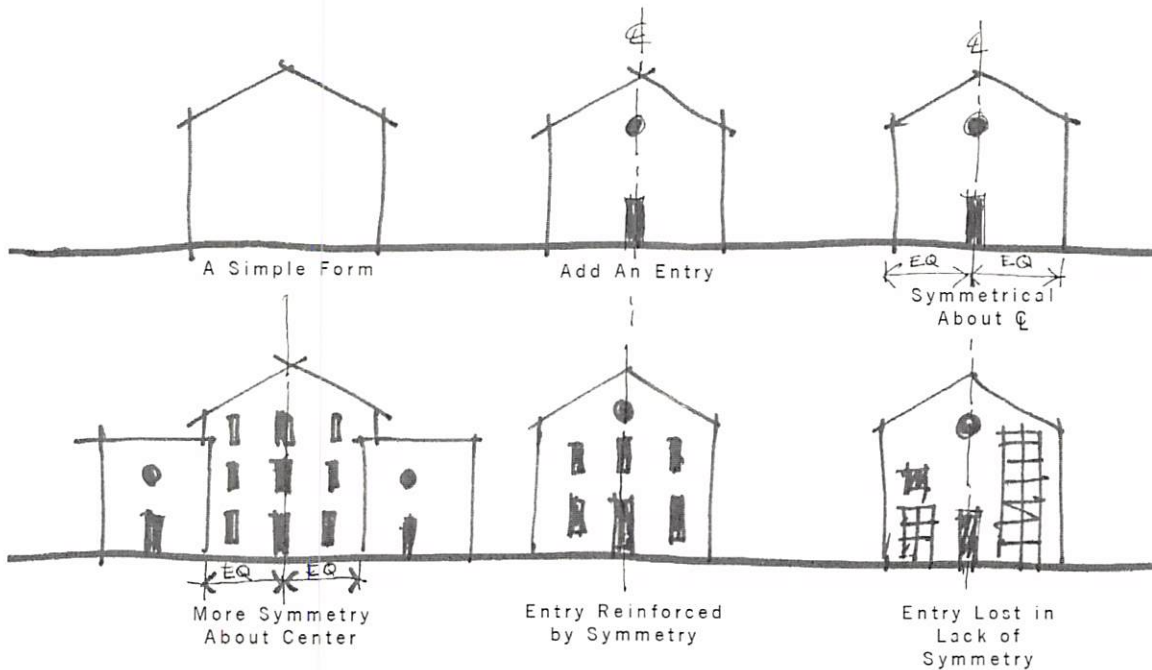 ℄
℄
A Simple Form
Add An Entry
EQ EQ
Symmetrical
About ℄
EQ EQ
More Symmetry
About Center
Entry Reinforced
by Symmetry
Entry Lost in
Lack of
Symmetry